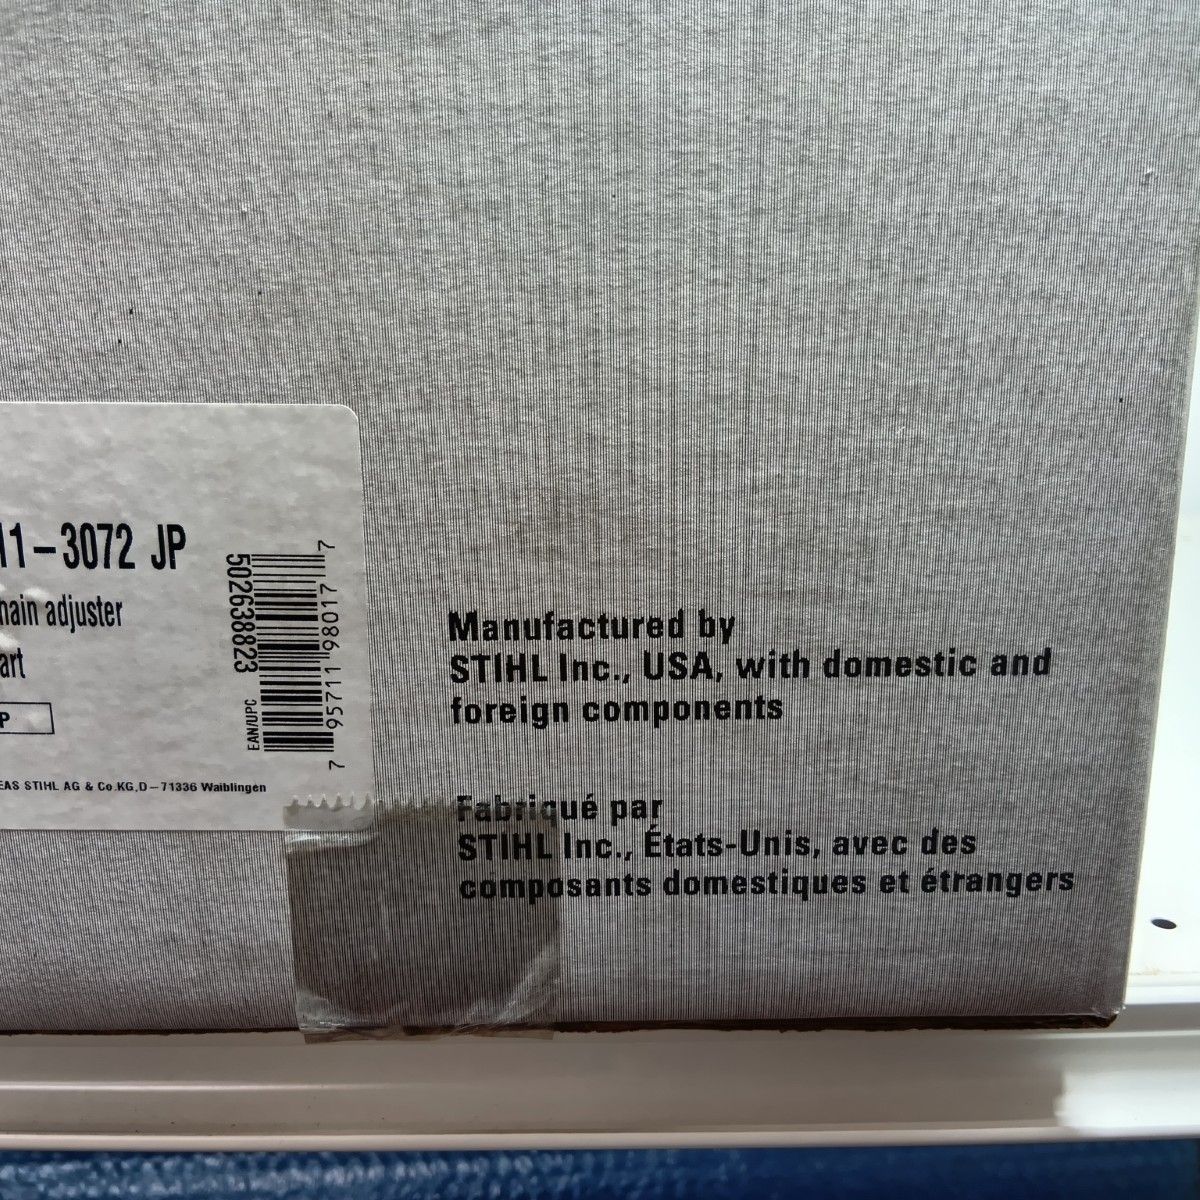 11-3072 JP
hain adjuster
art
P
502638823
EAN/UPC
7 95711 98017 7
EAS STIHL AG & Co.KG,D-71336 Waiblingen
Manufactured by
STIHL Inc., USA, with domestic and
foreign components
Fabriqué par
STIHL Inc., États-Unis, avec des
composants domestiques et étrangers